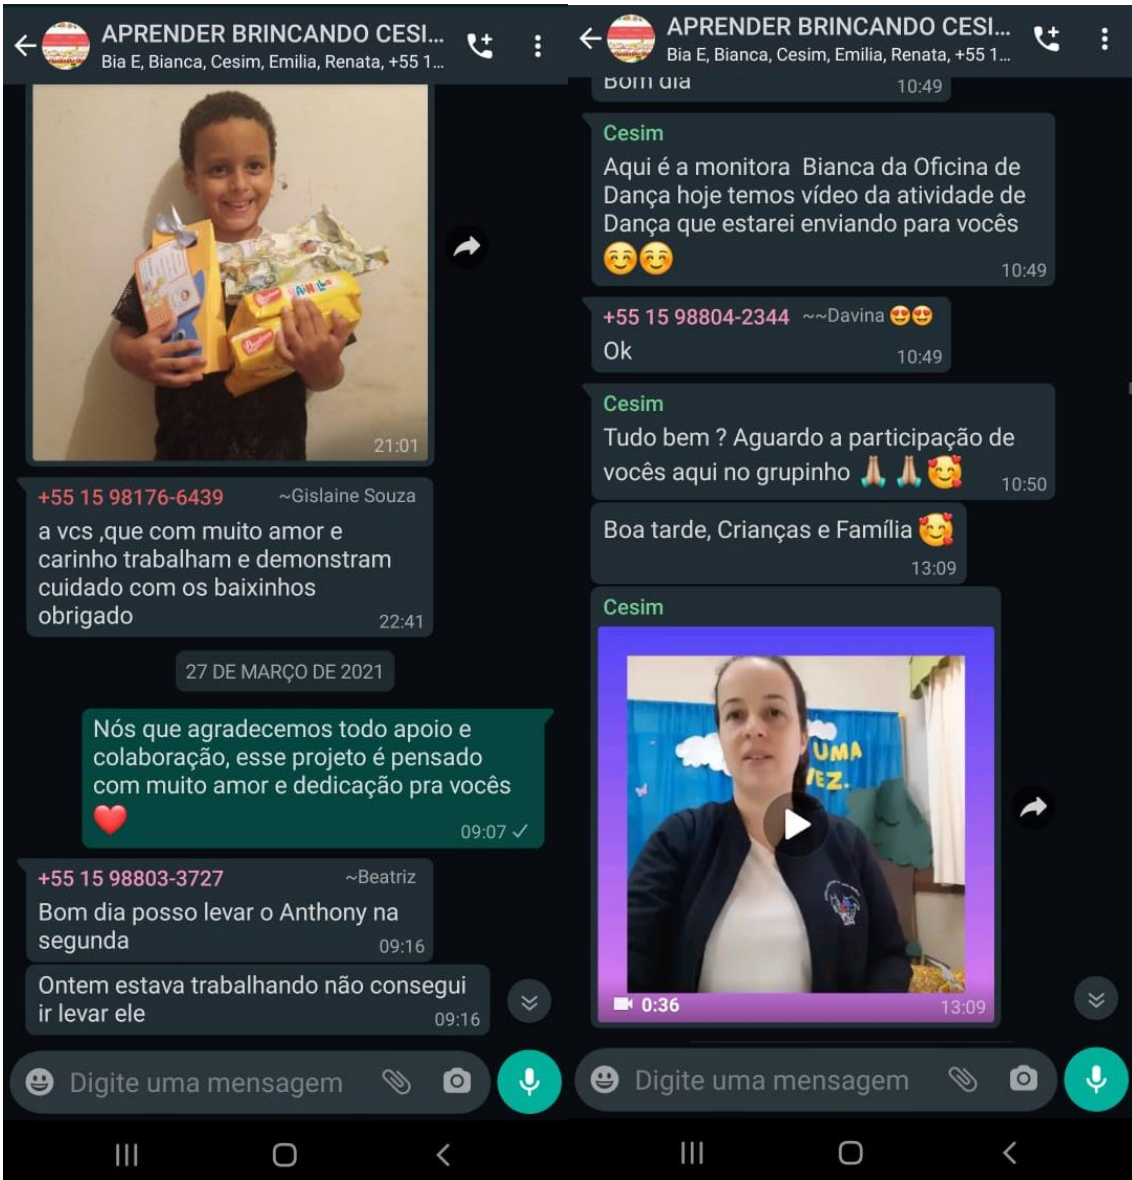 APRENDER BRINCANDO CESI...
Bia E, Bianca, Cesim, Emilia, Renata, +55 1...
21:01
+55 15 98176-6439 ~Gislaine Souza
a vcs ,que com muito amor e
carinho trabalham e demonstram
cuidado com os baixinhos
obrigado
22:41
27 DE MARÇO DE 2021
Nós que agradecemos todo apoio e
colaboração, esse projeto é pensado
com muito amor e dedicação pra vocês
❤️
09:07
+55 15 98803-3727 ~Beatriz
Bom dia posso levar o Anthony na
segunda
09:16
Ontem estava trabalhando não consegui
ir levar ele
09:16
Digite uma mensagem
APRENDER BRINCANDO CESI...
Bia E, Bianca, Cesim, Emilia, Renata, +55 1...
Bom dia
10:49
Cesim
Aqui é a monitora Bianca da Oficina de
Dança hoje temos vídeo da atividade de
Dança que estarei enviando para vocês
☺️☺️
10:49
+55 15 98804-2344 ~~Davina 😍😍
Ok
10:49
Cesim
Tudo bem ? Aguardo a participação de
vocês aqui no grupinho 🙏🏼 🙏🏼🥰
10:50
Boa tarde, Crianças e Família 🥰
13:09
Cesim
UMA
VEZ.
0:36
13:09
Digite uma mensagem